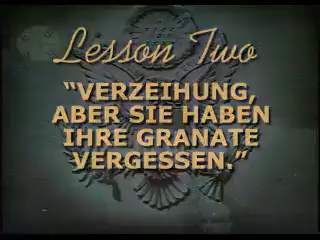 Lesson Two
“VERZEIHUNG,
ABER SIE HABEN
IHRE GRANATE
VERGESSEN.”